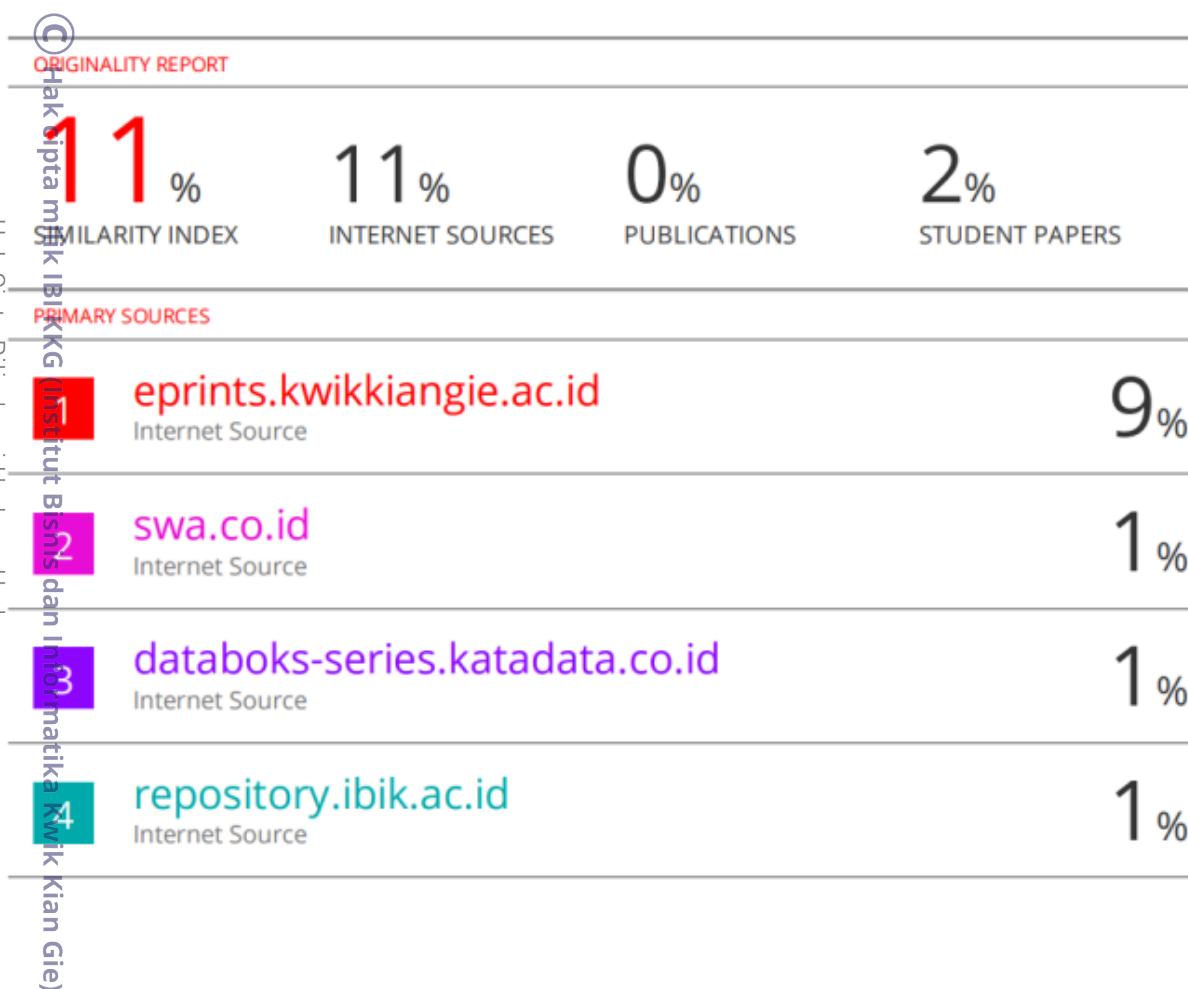 ORIGINALITY REPORT
11%
SIMILARITY INDEX
11%
INTERNET SOURCES
0%
PUBLICATIONS
2%
STUDENT PAPERS
PRIMARY SOURCES
1
eprints.kwikkiangie.ac.id
Internet Source
9%
2
swa.co.id
Internet Source
1%
3
databoks-series.katadata.co.id
Internet Source
1%
4
repository.ibik.ac.id
Internet Source
1%
© Hak cipta milik IBI KKG (Institut Bisnis dan Informatika Kwik Kian Gie)